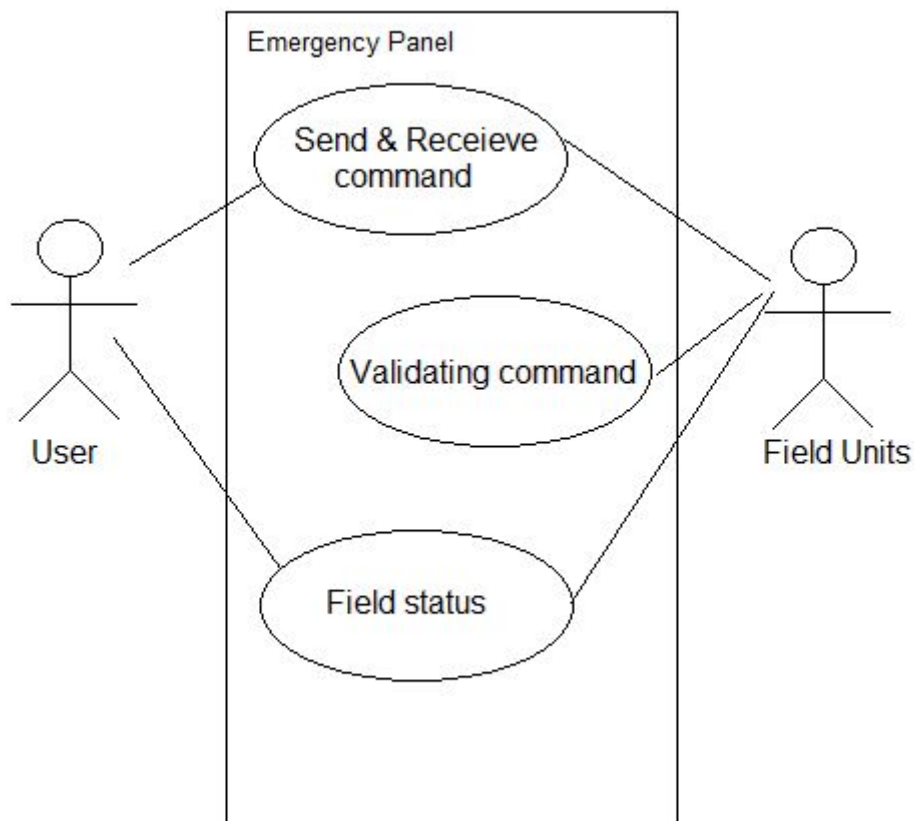 Emergency Panel
Send & Receieve
command
Validating command
User
Field Units
Field status